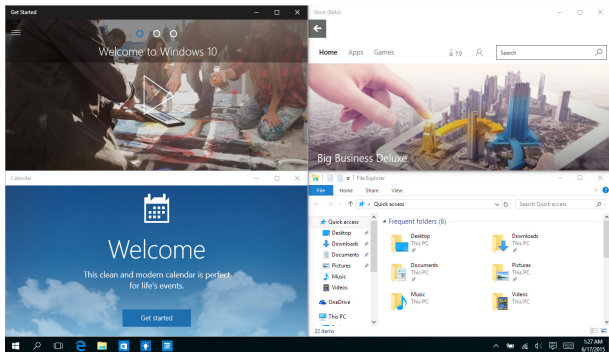 Get Started
Welcome to Windows 10
Store (Beta)
Home Apps Games 19 Search
Big Business Deluxe
Calendar
Welcome
This clean and modern calendar is perfect
for life's events.
Get started
File Explorer
File Home Share View
Quick access Search Quick access
Quick access
Desktop
Downloads
Documents
Pictures
Music
Videos
OneDrive
This PC
Frequent folders (6)
Desktop
This PC
Downloads
This PC
Documents
This PC
Pictures
This PC
Music
This PC
Videos
This PC
22 items
1:27 AM
6/17/2015